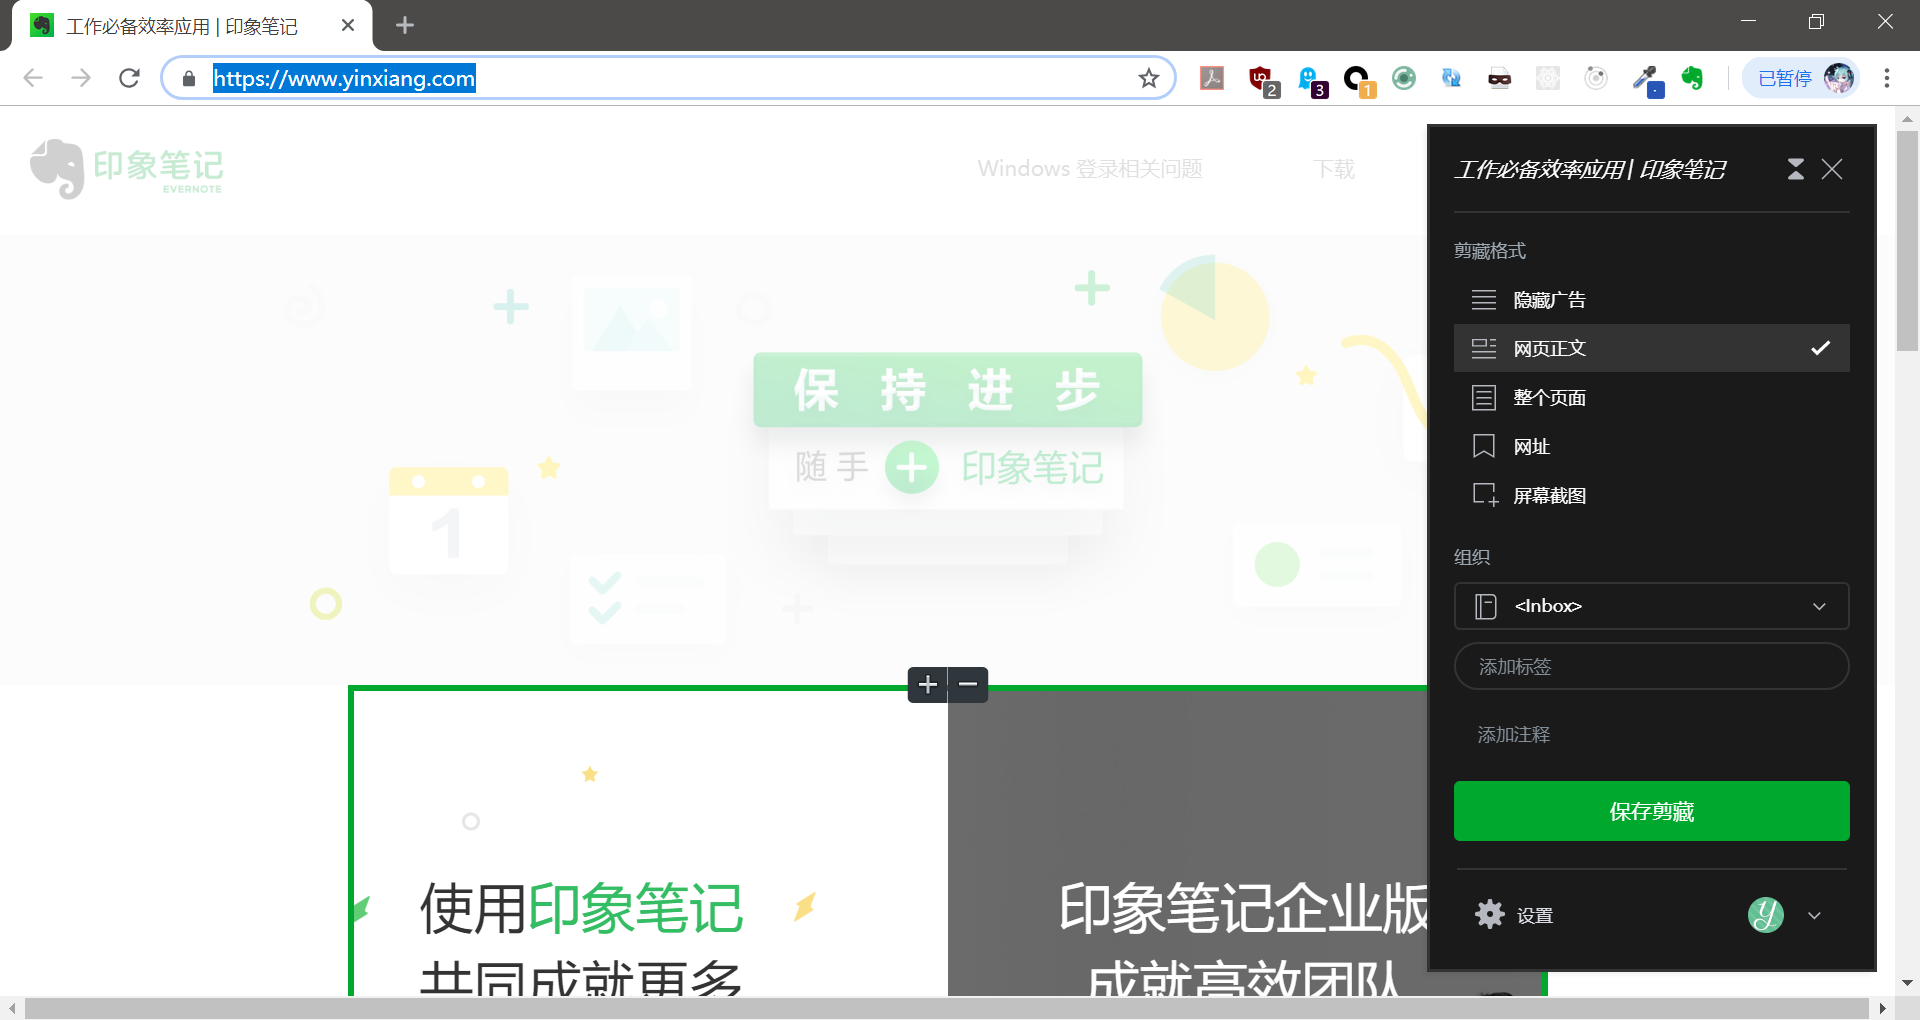 工作必备效率应用 | 印象笔记
https://www.yinxiang.com
2
3
1
已暂停
印象笔记
EVERNOTE
Windows 登录相关问题
下载
保持进步
随手
印象笔记
1
使用印象笔记
共同成就更多
印象笔记企业版
成就高效团队
工作必备效率应用 | 印象笔记
剪藏格式
隐藏广告
网页正文
整个页面
网址
屏幕截图
组织
<Inbox>
添加标签
添加注释
保存剪藏
设置
y